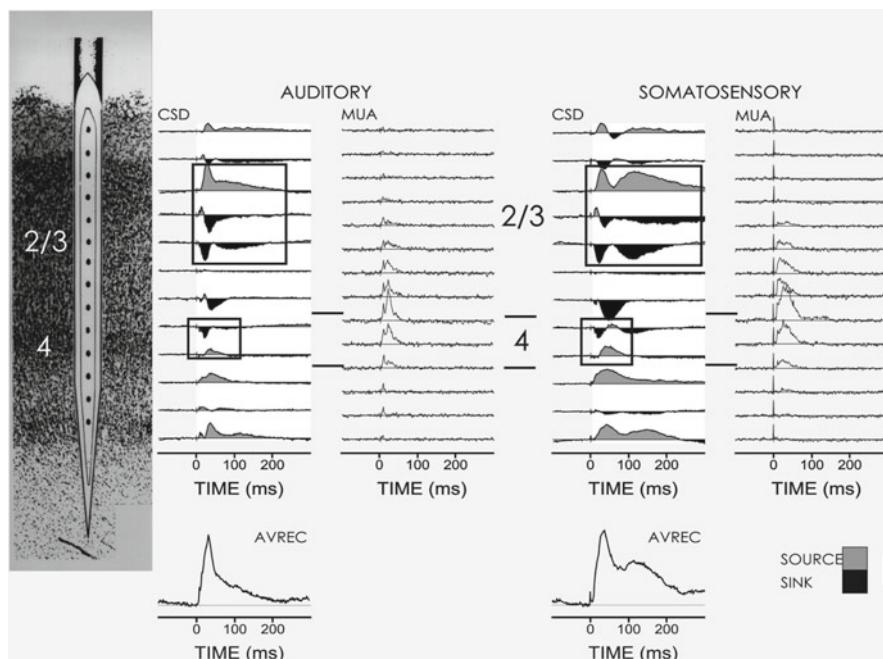 AUDITORY
SOMATOSENSORY
CSD
MUA
CSD
MUA
2/3
2/3
4
4
0 100 200
0 100 200
0 100 200
0 100 200
TIME (ms)
TIME (ms)
TIME (ms)
TIME (ms)
AVREC
AVREC
SOURCE
SINK
0 100 200
0 100 200
TIME (ms)
TIME (ms)